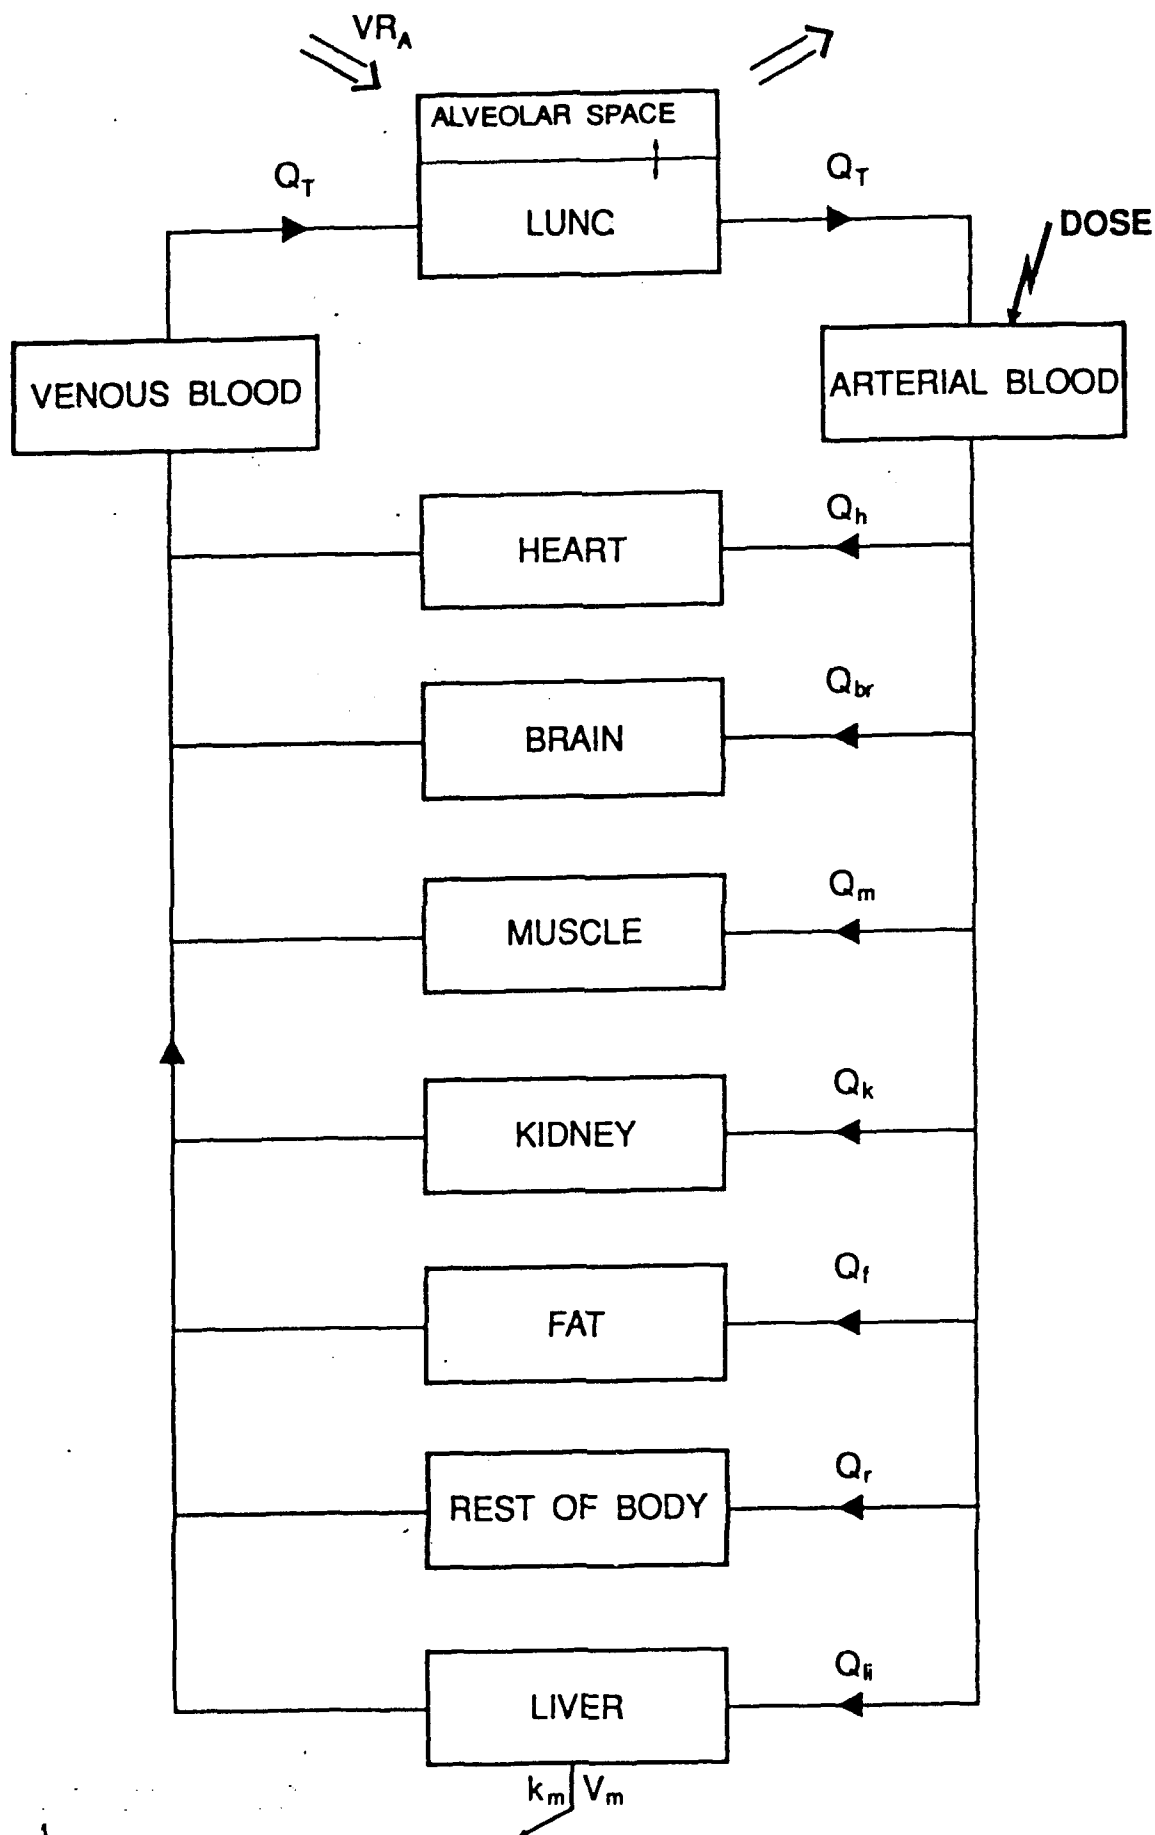 VR_A
ALVEOLAR SPACE
Q_T
Q_T
LUNG
DOSE
VENOUS BLOOD
ARTERIAL BLOOD
Q_h
HEART
Q_br
BRAIN
Q_m
MUSCLE
Q_k
KIDNEY
Q_f
FAT
Q_r
REST OF BODY
Q_li
LIVER
k_m V_m